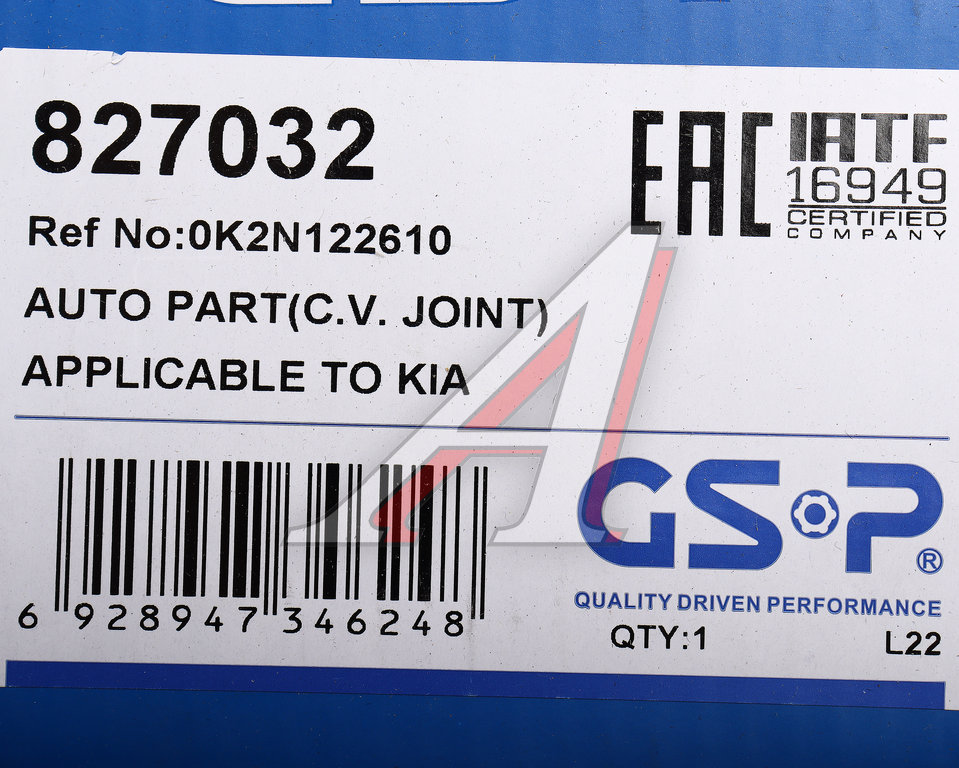 827032
EAC
IATF
16949
CERTIFIED
COMPANY
Ref No:0K2N122610
AUTO PART(C.V. JOINT)
APPLICABLE TO KIA
GSP®
QUALITY DRIVEN PERFORMANCE
6 928947 346248
QTY:1
L22